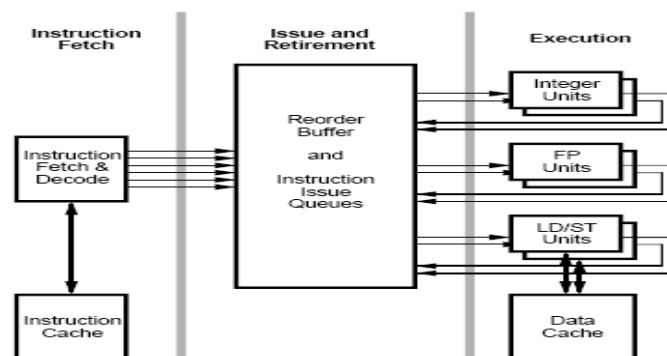 Instruction
Fetch
Issue and
Retirement
Execution
Instruction
Fetch &
Decode
Instruction
Cache
Reorder
Buffer
and
Instruction
Issue
Queues
Integer
Units
FP
Units
LD/ST
Units
Data
Cache